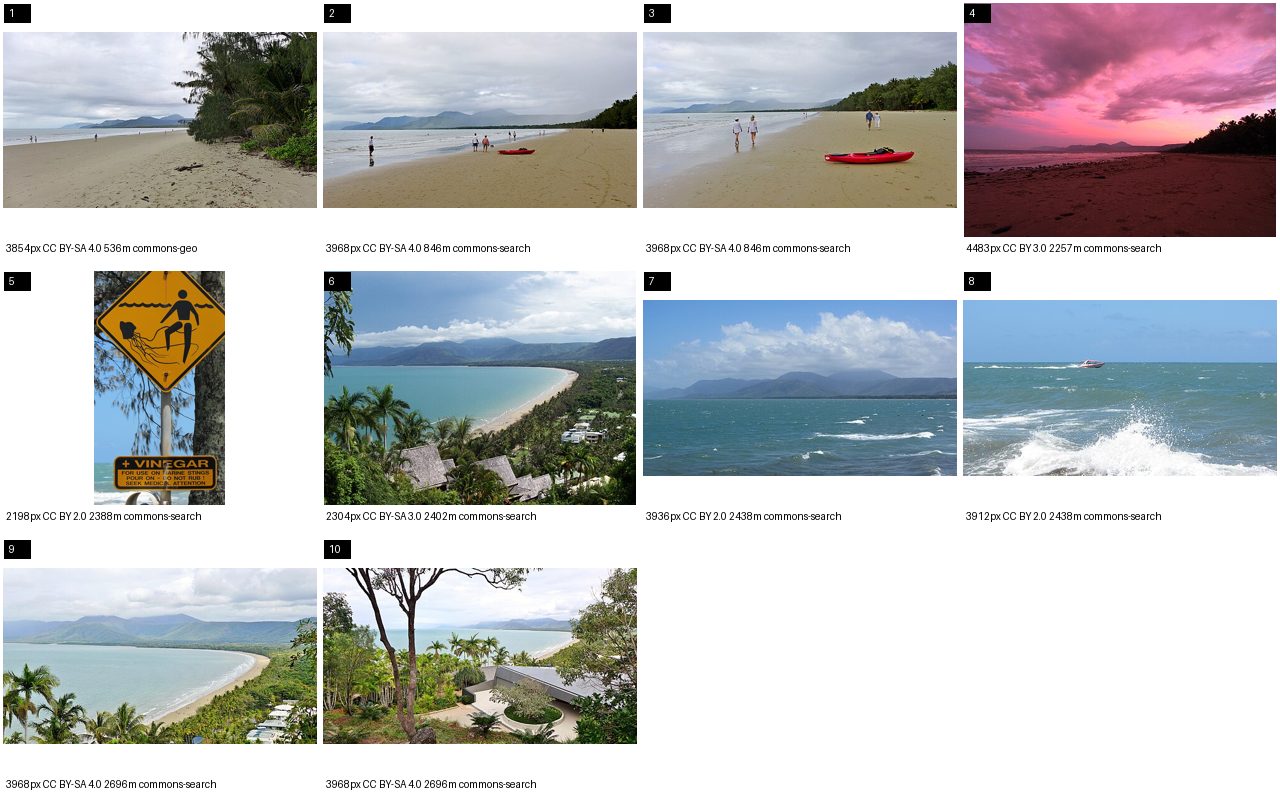 1
2
3
4
3854px CC BY-SA 4.0 536m commons-geo
3968px CC BY-SA 4.0 846m commons-search
3968px CC BY-SA 4.0 846m commons-search
4483px CC BY 3.0 2257m commons-search
5
6
7
8
+ VINEGAR
FOR USE ON MARINE STINGS
POUR ON - DO NOT RUB!
SEEK MEDICAL ATTENTION
2198px CC BY 2.0 2388m commons-search
2304px CC BY-SA 3.0 2402m commons-search
3936px CC BY 2.0 2438m commons-search
3912px CC BY 2.0 2438m commons-search
9
10
3968px CC BY-SA 4.0 2696m commons-search
3968px CC BY-SA 4.0 2696m commons-search